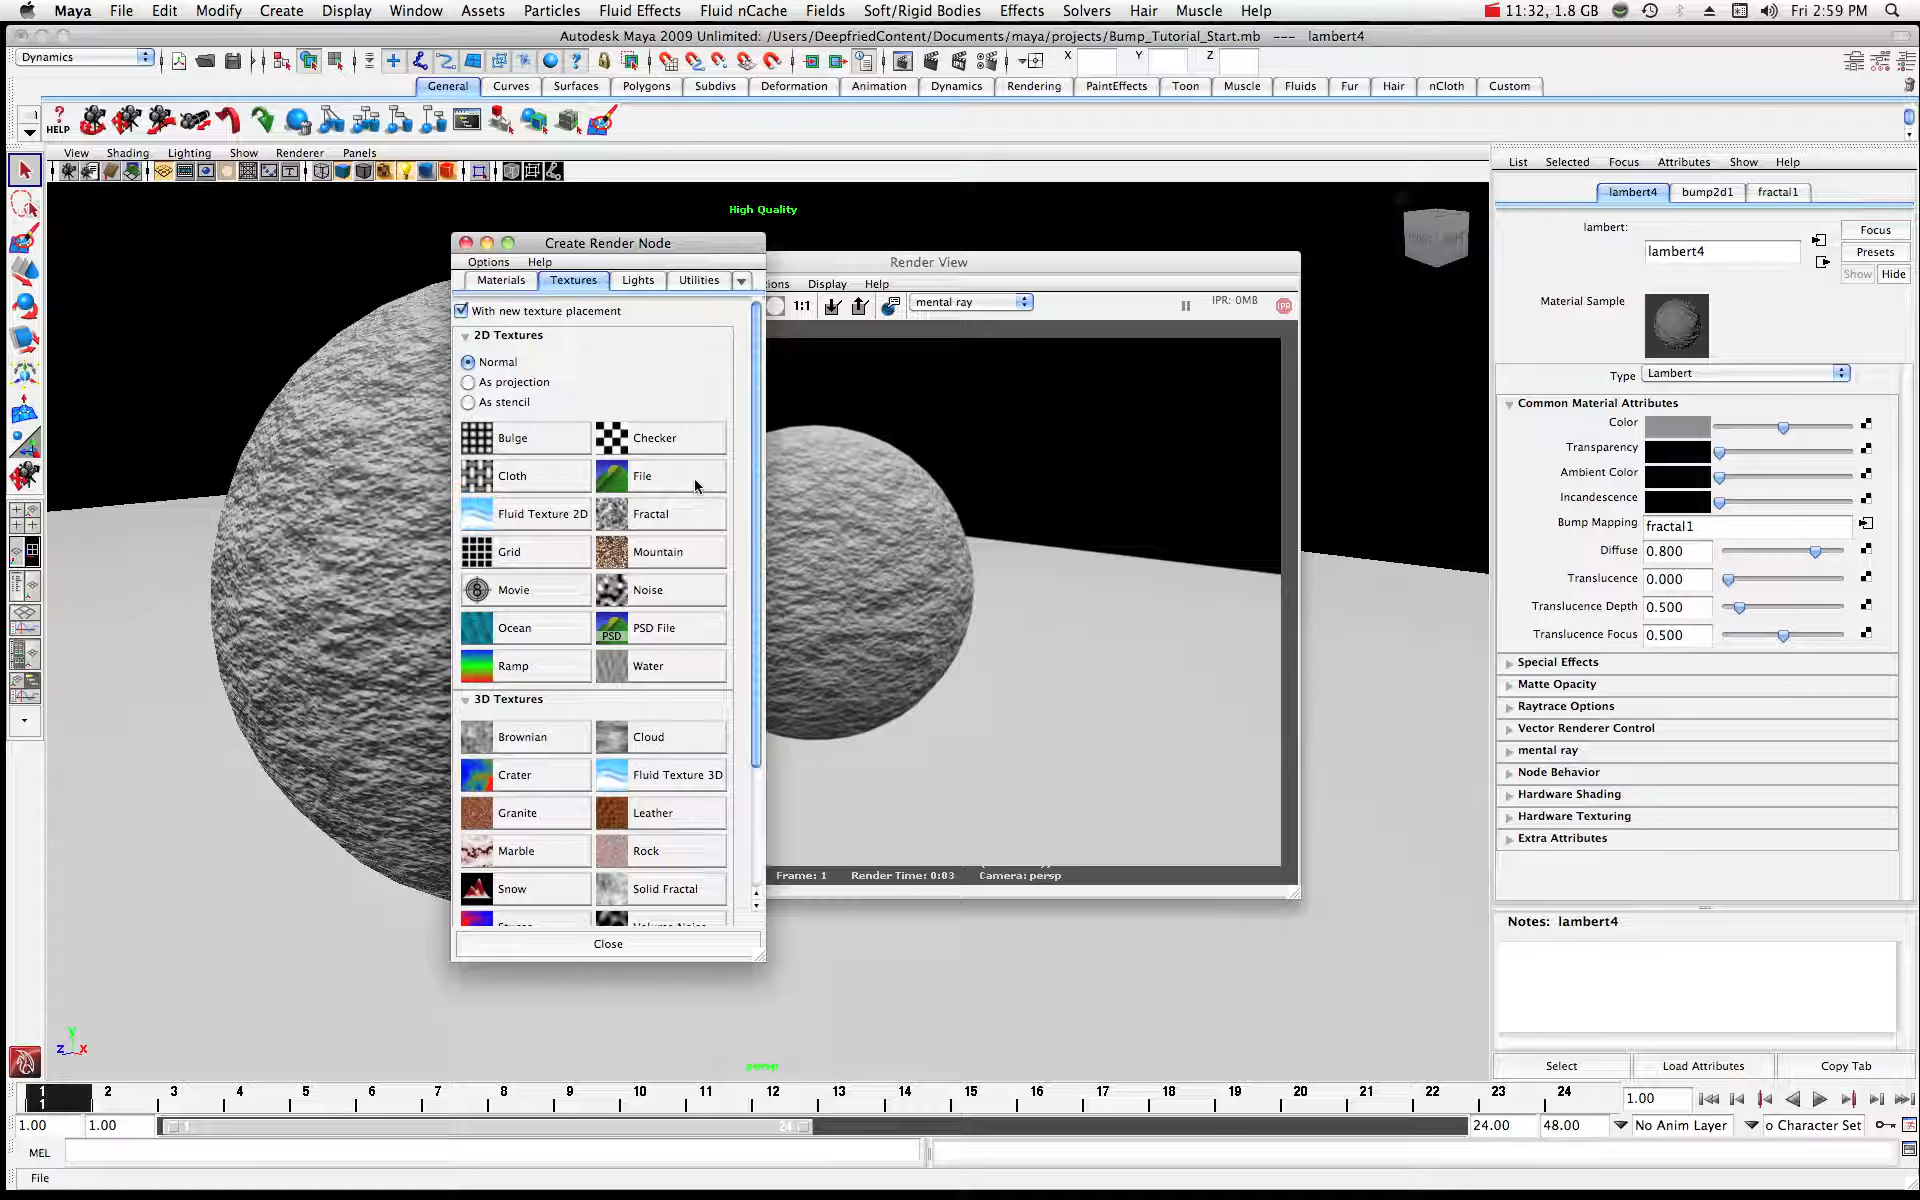 Maya File Edit Modify Create Display Window Assets Particles Fluid Effects Fluid nCache Fields Soft/Rigid Bodies Effects Solvers Hair Muscle Help 11:32, 1.8 GB Fri 2:59 PM
Autodesk Maya 2009 Unlimited: /Users/DeepfriedContent/Documents/maya/projects/Bump_Tutorial_Start.mb --- lambert4
Dynamics X Y Z
General Curves Surfaces Polygons Subdivs Deformation Animation Dynamics Rendering PaintEffects Toon Muscle Fluids Fur Hair nCloth Custom
? HELP
View Shading Lighting Show Renderer Panels
High Quality
Create Render Node
Options Help
Materials Textures Lights Utilities
With new texture placement
2D Textures
Normal
As projection
As stencil
Bulge Checker
Cloth File
Fluid Texture 2D Fractal
Grid Mountain
Movie Noise
Ocean PSD PSD File
Ramp Water
3D Textures
Brownian Cloud
Crater Fluid Texture 3D
Granite Leather
Marble Rock
Snow Solid Fractal
Close
Render View
Display Help
1:1 mental ray IPR: 0MB IPR
Frame: 1 Render Time: 0:03 Camera: persp
persp
y
z x
List Selected Focus Attributes Show Help
lambert4 bump2d1 fractal1
lambert: lambert4
Focus
Presets
Show Hide
Material Sample
Type Lambert
Common Material Attributes
Color
Transparency
Ambient Color
Incandescence
Bump Mapping fractal1
Diffuse 0.800
Translucence 0.000
Translucence Depth 0.500
Translucence Focus 0.500
Special Effects
Matte Opacity
Raytrace Options
Vector Renderer Control
mental ray
Node Behavior
Hardware Shading
Hardware Texturing
Extra Attributes
Notes: lambert4
Select Load Attributes Copy Tab
1 2 3 4 5 6 7 8 9 10 11 12 13 14 15 16 17 18 19 20 21 22 23 24 1.00
1.00 1.00 1 24 24.00 48.00 No Anim Layer o Character Set
MEL
File